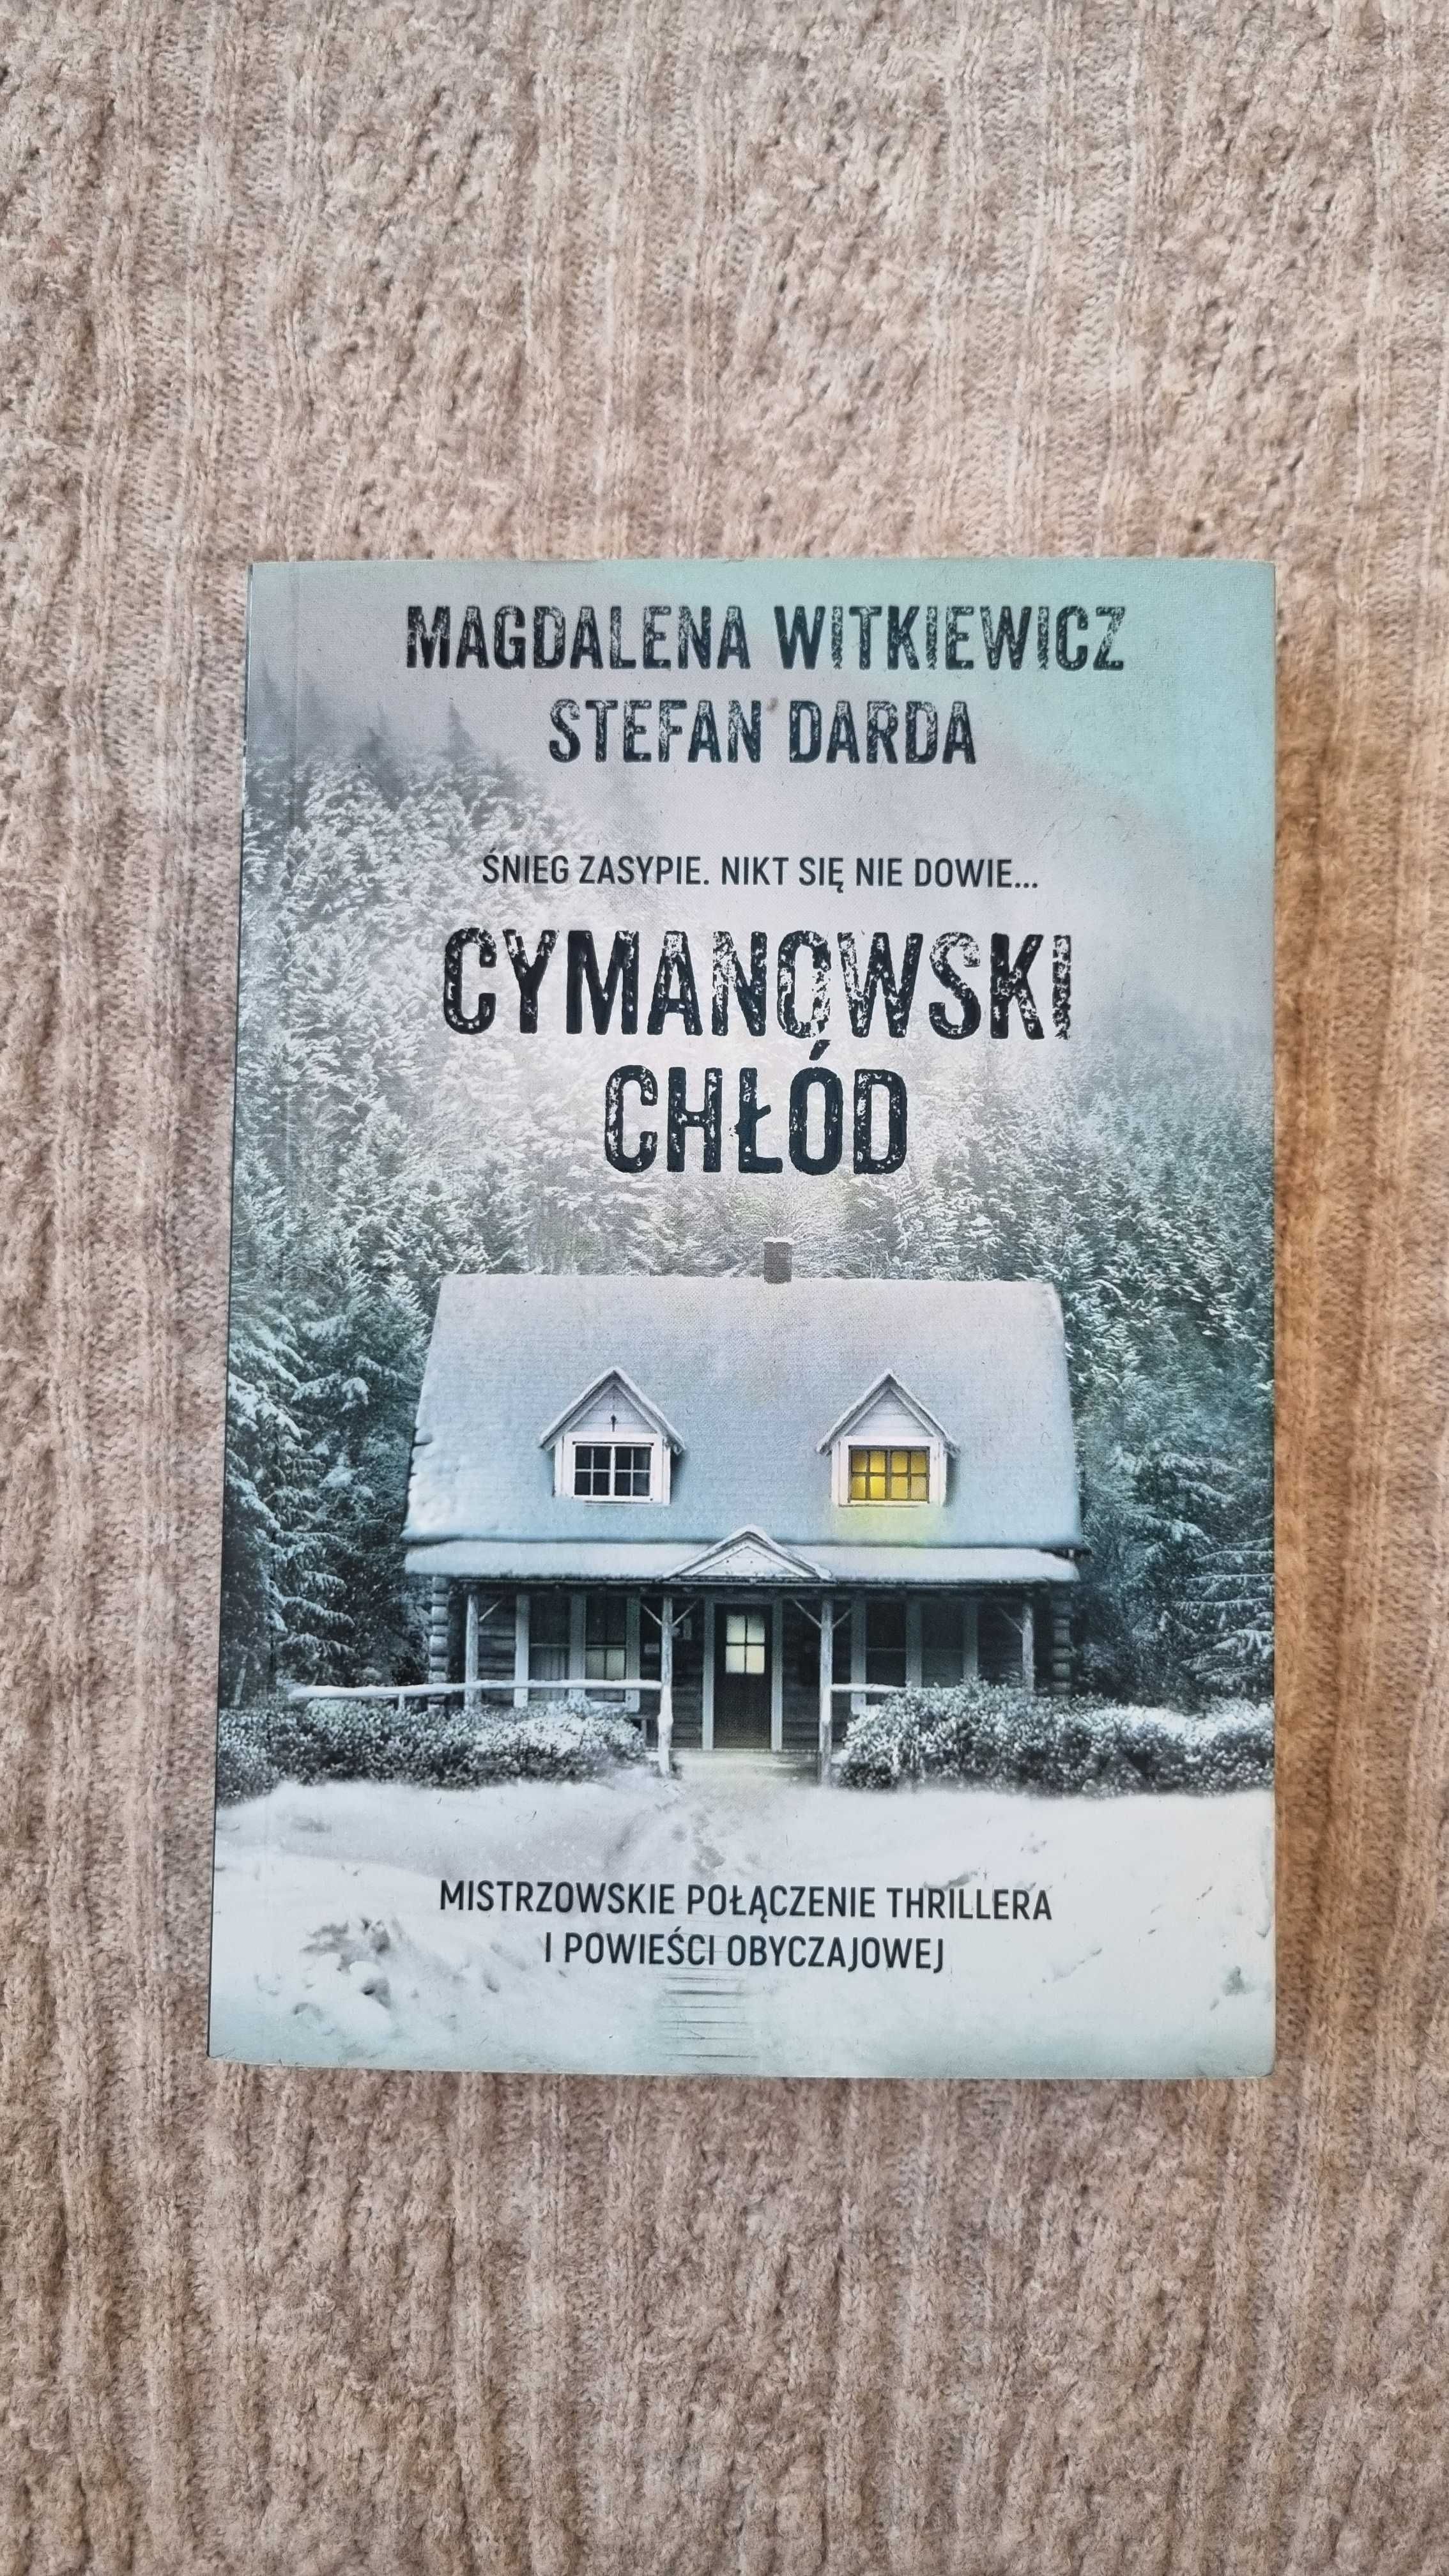 MAGDALENA WITKIEWICZ
STEFAN DARDA
ŚNIEG ZASYPIE. NIKT SIĘ NIE DOWIE...
CYMANOWSKI
CHŁÓD
MISTRZOWSKIE POŁĄCZENIE THRILLERA
I POWIEŚCI OBYCZAJOWEJ